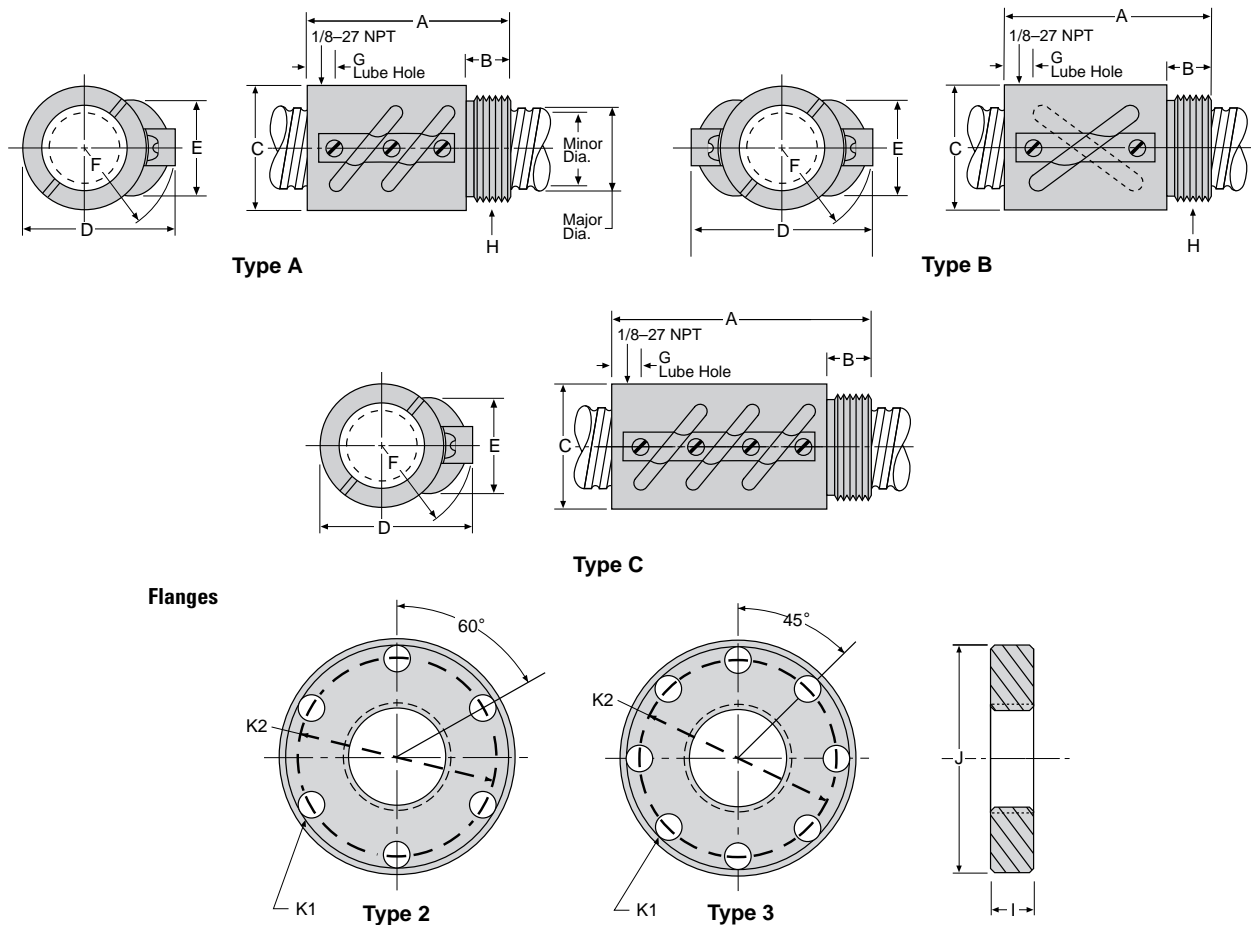 A
1/8–27 NPT
G
Lube Hole
B
C
E
F
D
Minor
Dia.
Major
Dia.
H
Type A
A
1/8–27 NPT
G
Lube Hole
B
C
E
F
D
H
Type B
A
1/8–27 NPT
G
Lube Hole
B
C
E
F
D
Type C
Flanges
60°
K2
K1
Type 2
45°
K2
K1
Type 3
J
I